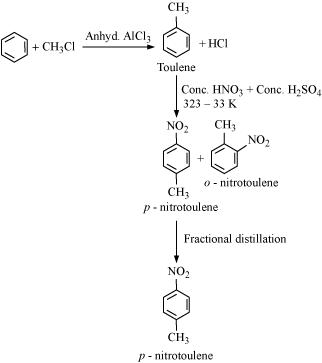 CH₃
+ CH₃Cl
Anhyd. AlCl₃
+ HCl
Toulene
Conc. HNO₃ + Conc. H₂SO₄
323 – 33 K
NO₂
CH₃
NO₂
+
CH₃
o - nitrotoulene
p - nitrotoulene
Fractional distillation
NO₂
CH₃
p - nitrotoulene